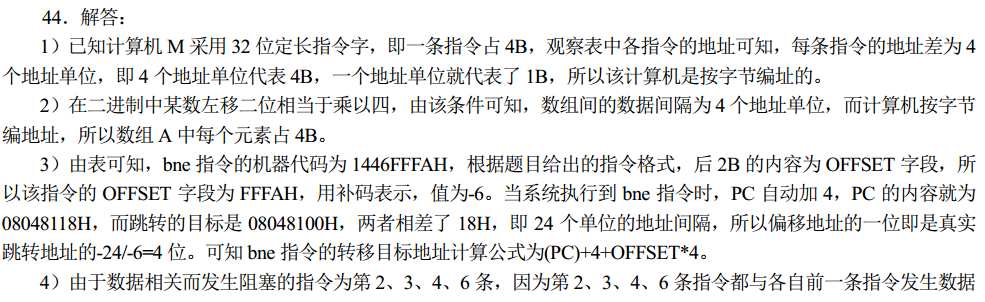 44．解答：
1）已知计算机 M 采用 32 位定长指令字，即一条指令占 4B，观察表中各指令的地址可知，每条指令的地址差为 4
个地址单位，即 4 个地址单位代表 4B，一个地址单位就代表了 1B，所以该计算机是按字节编址的。
2）在二进制中某数左移二位相当于乘以四，由该条件可知，数组间的数据间隔为 4 个地址单位，而计算机按字节
编地址，所以数组 A 中每个元素占 4B。
3）由表可知，bne 指令的机器代码为 1446FFFAH，根据题目给出的指令格式，后 2B 的内容为 OFFSET 字段，所
以该指令的 OFFSET 字段为 FFFAH，用补码表示，值为-6。当系统执行到 bne 指令时，PC 自动加 4，PC 的内容就为
08048118H，而跳转的目标是 08048100H，两者相差了 18H，即 24 个单位的地址间隔，所以偏移地址的一位即是真实
跳转地址的-24/-6=4 位。可知 bne 指令的转移目标地址计算公式为(PC)+4+OFFSET*4。
4）由于数据相关而发生阻塞的指令为第 2、3、4、6 条，因为第 2、3、4、6 条指令都与各自前一条指令发生数据